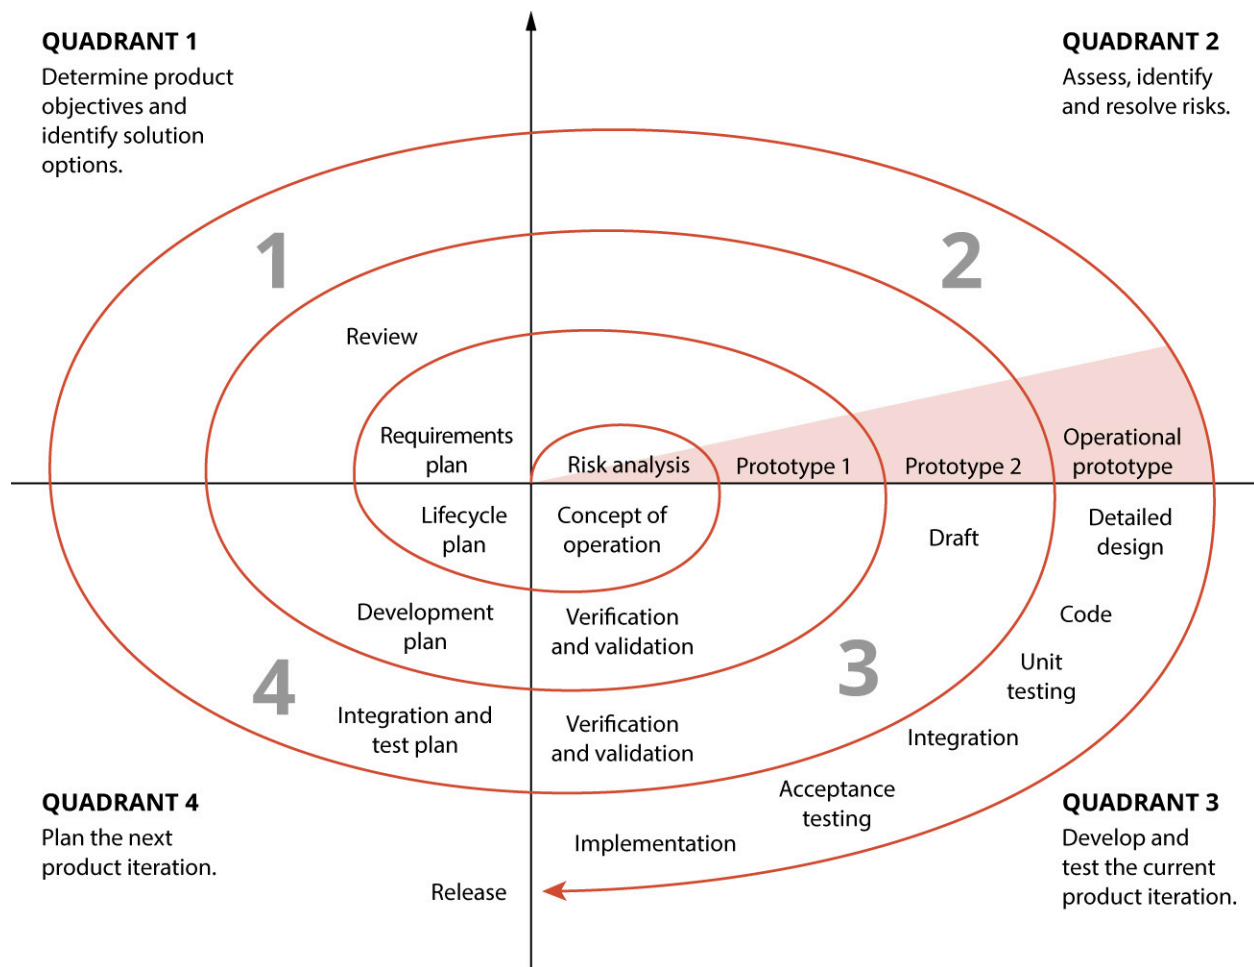 QUADRANT 1
Determine product
objectives and
identify solution
options.
QUADRANT 2
Assess, identify
and resolve risks.
1
2
Review
Requirements
plan
Risk analysis
Prototype 1
Prototype 2
Operational
prototype
Lifecycle
plan
Concept of
operation
Draft
Detailed
design
Development
plan
Verification
and validation
Code
4
3
Unit
testing
Integration and
test plan
Verification
and validation
Integration
Acceptance
testing
Implementation
Release
QUADRANT 4
Plan the next
product iteration.
QUADRANT 3
Develop and
test the current
product iteration.